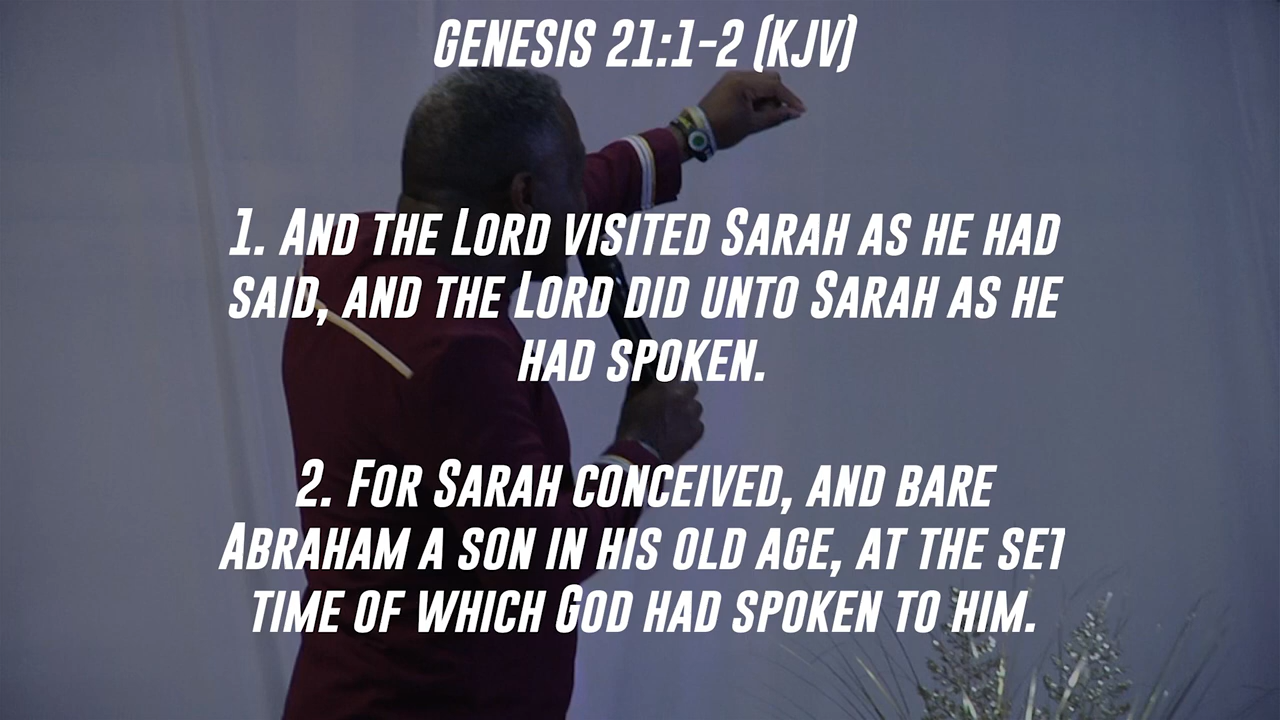 GENESIS 21:1-2 (KJV)
1. AND THE LORD VISITED SARAH AS HE HAD
SAID, AND THE LORD DID UNTO SARAH AS HE
HAD SPOKEN.
2. FOR SARAH CONCEIVED, AND BARE
ABRAHAM A SON IN HIS OLD AGE, AT THE SET
TIME OF WHICH GOD HAD SPOKEN TO HIM.